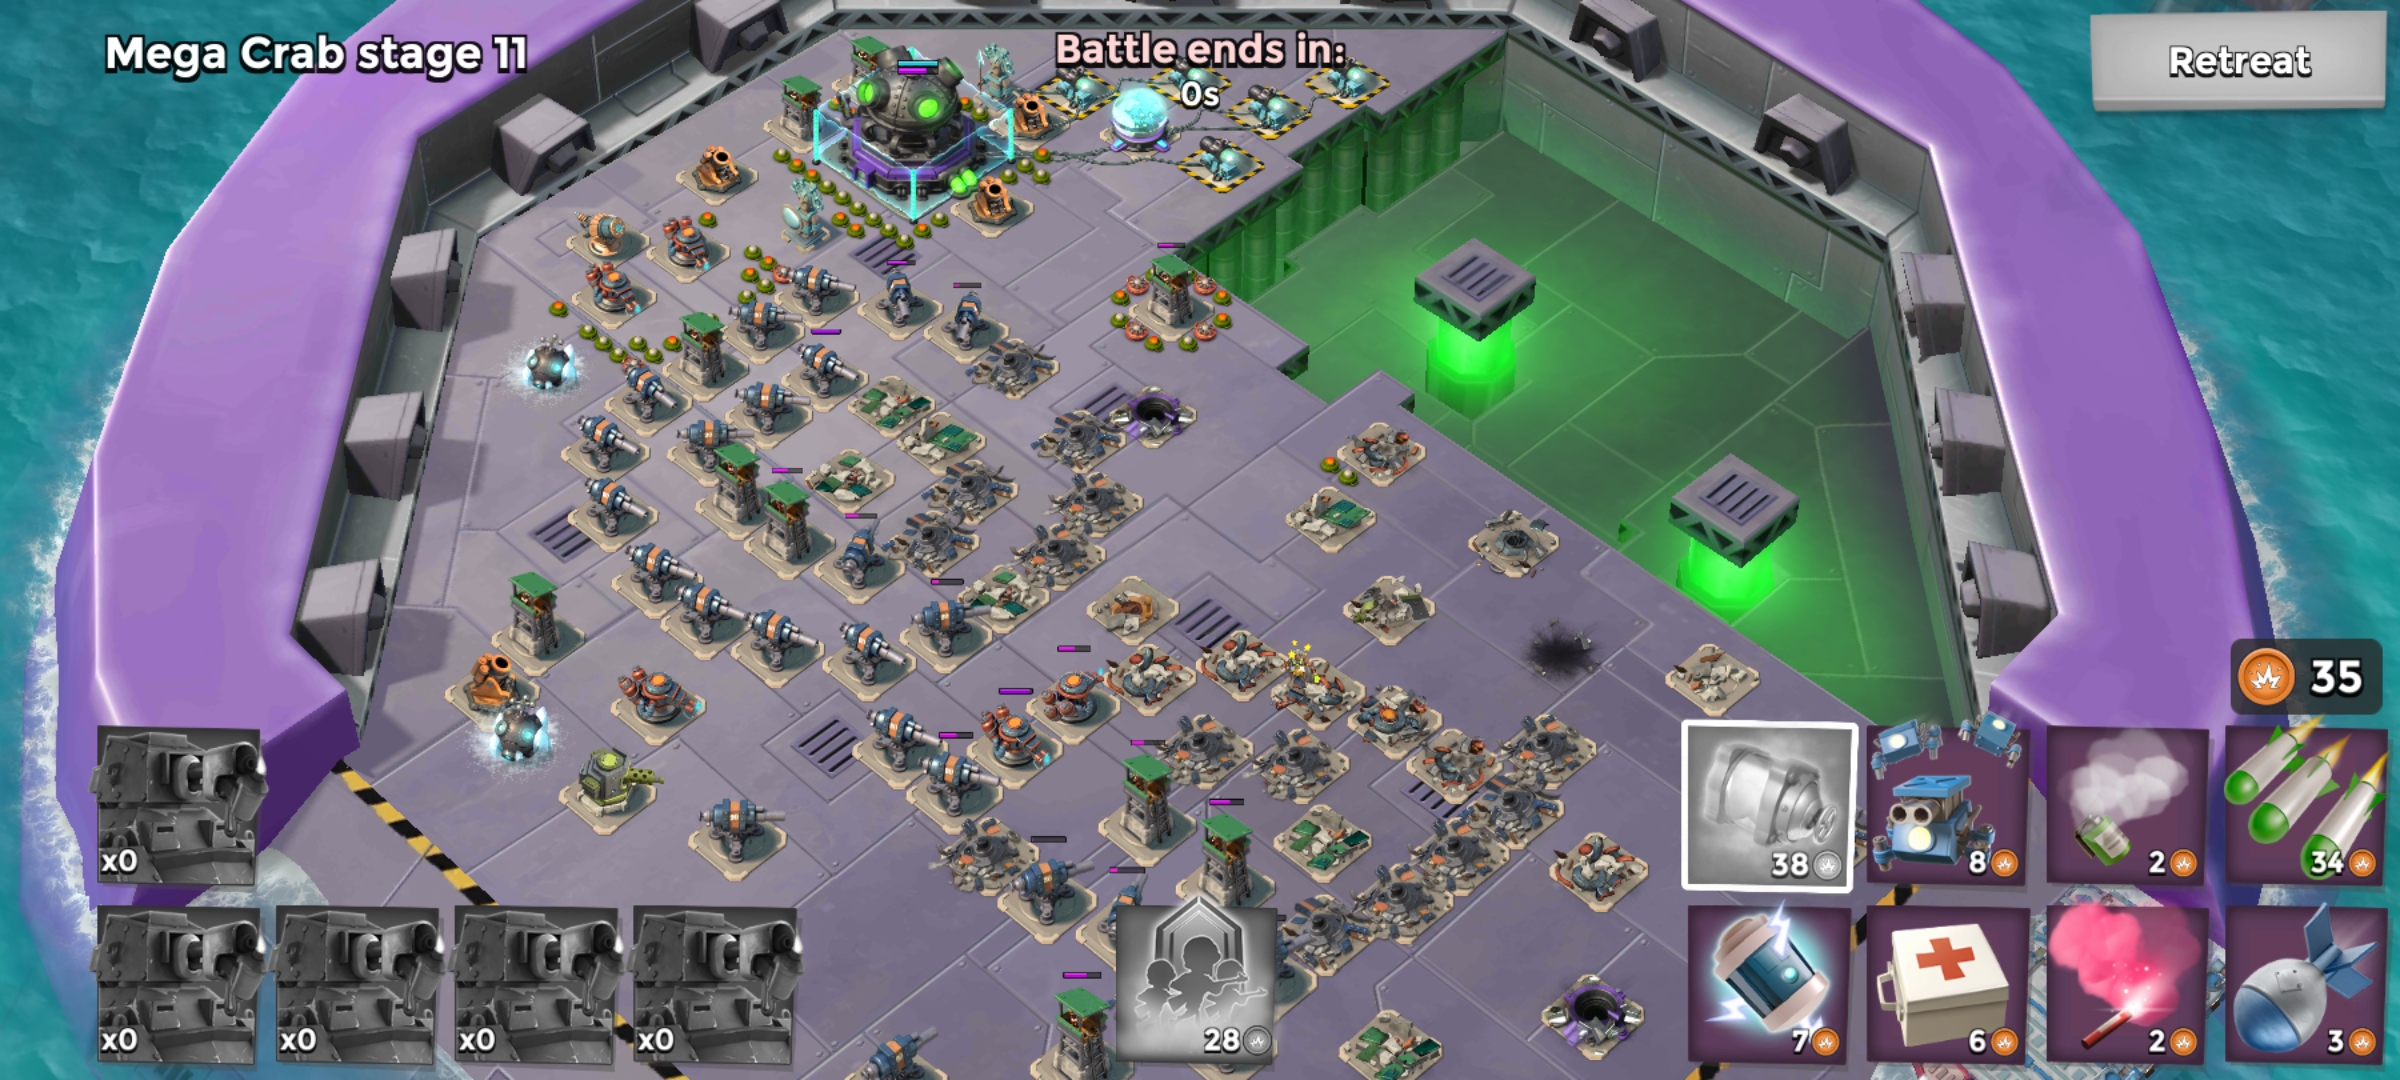 Mega Crab stage 11
Battle ends in:
0s
Retreat
35
x0
38
8
2
34
x0
x0
x0
x0
28
7
6
2
3